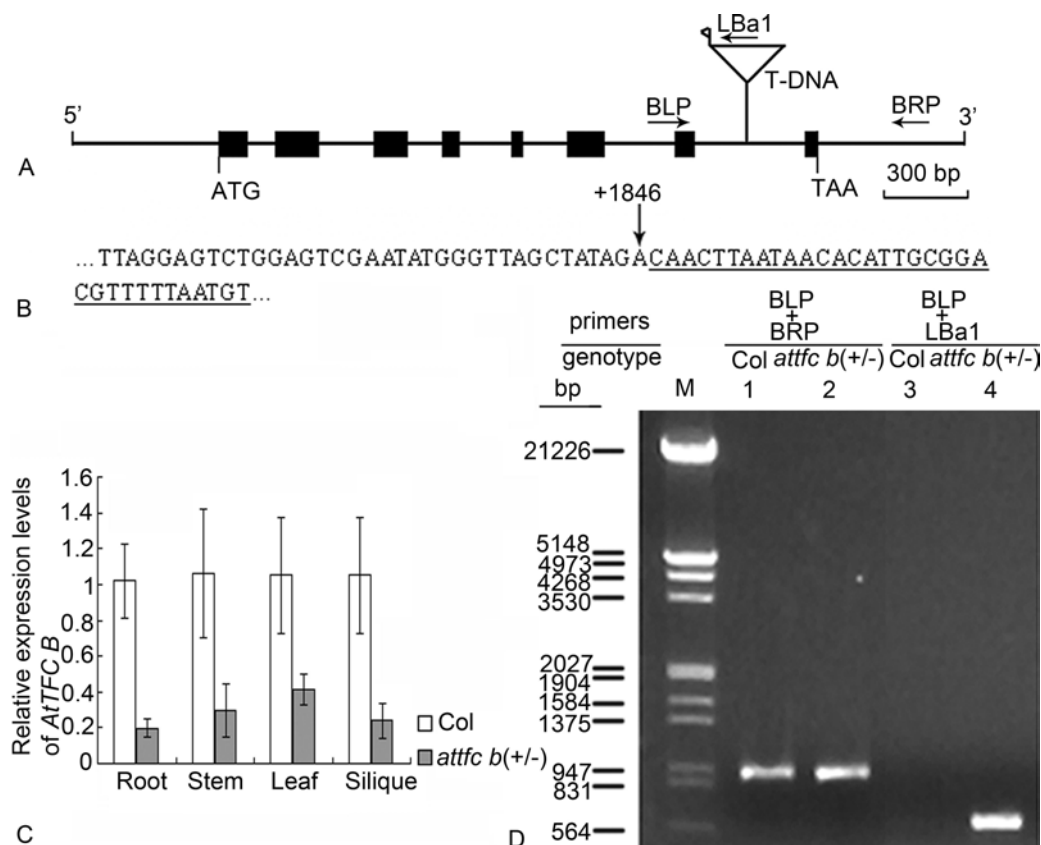 LBa1
T-DNA
BLP
BRP
5’
3’
A
ATG
TAA
300 bp
+1846
...TTAGGAGTCTGGAGTCGAATATGGGTTAGCTATAGACAACTTAATAACACATTGCGGA
CGTTTTTAATGT...
B
primers
BLP
+
BRP
BLP
+
LBa1
genotype
Col attfc b(+/-)
Col attfc b(+/-)
bp
M
1
2
3
4
21226
5148
4973
4268
3530
2027
1904
1584
1375
947
831
564
Relative expression levels
of AtTFC B
1.6
1.4
1.2
1
0.8
0.6
0.4
0.2
0
Root
Stem
Leaf
Silique
Col
attfc b(+/-)
C
D